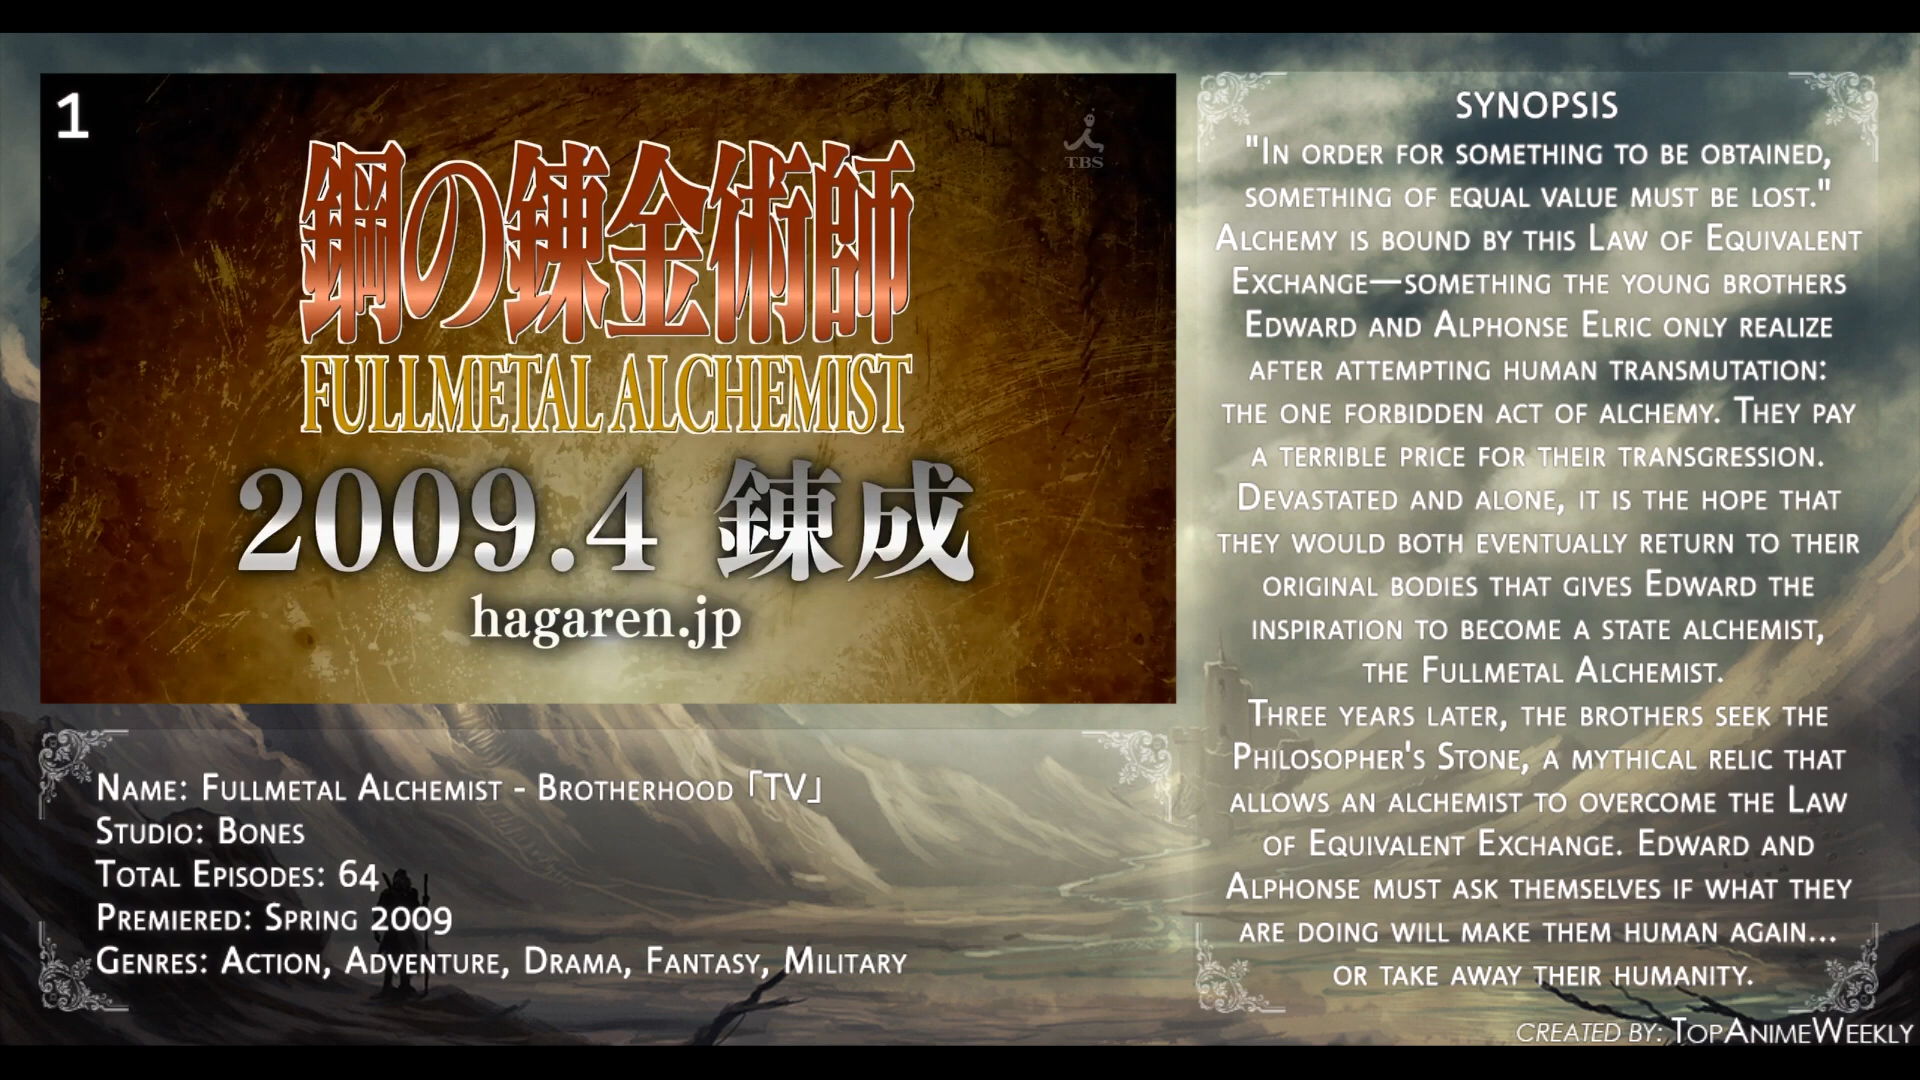 1
TBS
鋼の錬金術師
FULLMETAL ALCHEMIST
2009.4 錬成
hagaren.jp
Name: Fullmetal Alchemist - Brotherhood 「TV」
Studio: Bones
Total Episodes: 64
Premiered: Spring 2009
Genres: Action, Adventure, Drama, Fantasy, Military
SYNOPSIS
"In order for something to be obtained,
something of equal value must be lost."
Alchemy is bound by this Law of Equivalent
Exchange—something the young brothers
Edward and Alphonse Elric only realize
after attempting human transmutation:
the one forbidden act of alchemy. They pay
a terrible price for their transgression.
Devastated and alone, it is the hope that
they would both eventually return to their
original bodies that gives Edward the
inspiration to become a state alchemist,
the Fullmetal Alchemist.
Three years later, the brothers seek the
Philosopher's Stone, a mythical relic that
allows an alchemist to overcome the Law
of Equivalent Exchange. Edward and
Alphonse must ask themselves if what they
are doing will make them human again...
or take away their humanity.
CREATED BY: TopAnimeWeekly